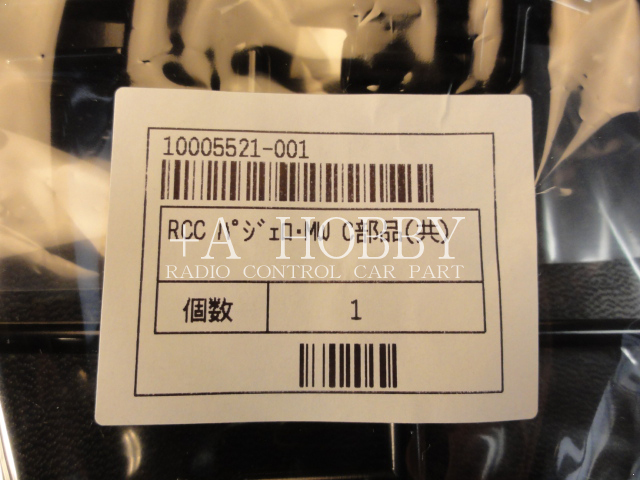 10005521-001
RCC ﾊﾟｼﾞｪﾛ･MU C部品(共)
+A HOBBY
RADIO CONTROL CAR PART
個数 1